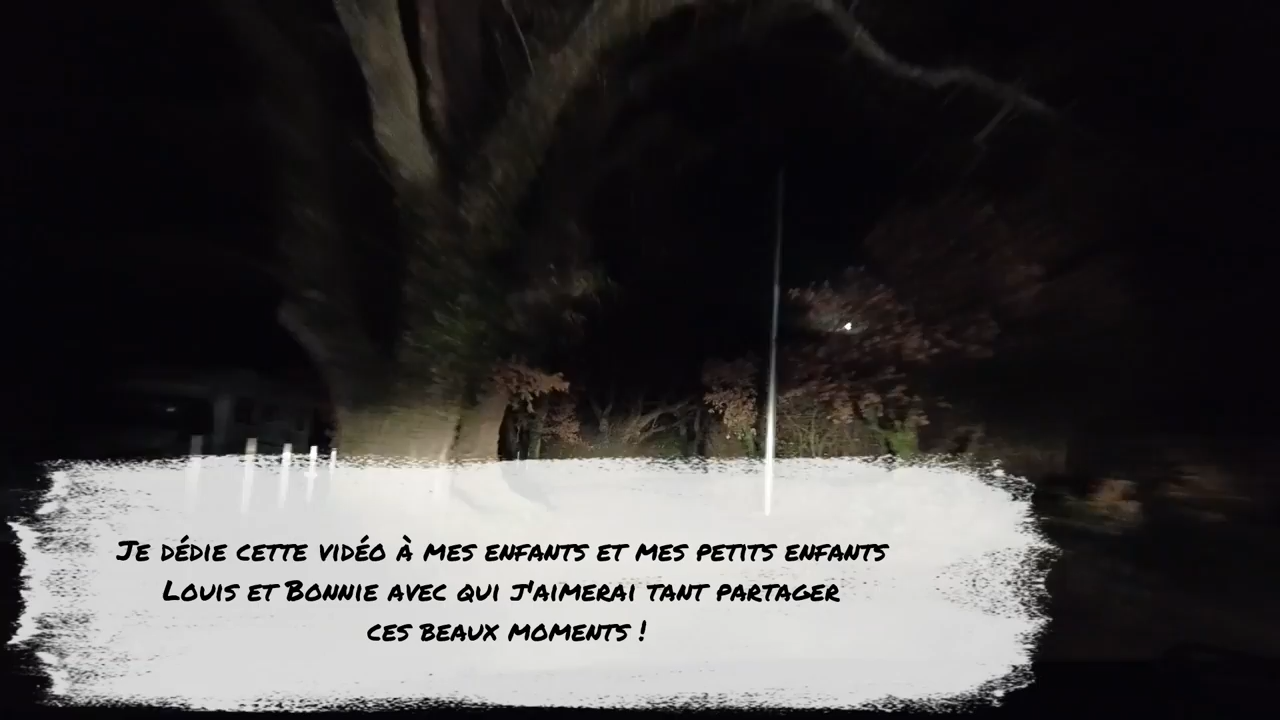 Je dédie cette vidéo à mes enfants et mes petits enfants
Louis et Bonnie avec qui j'aimerai tant partager
ces beaux moments !